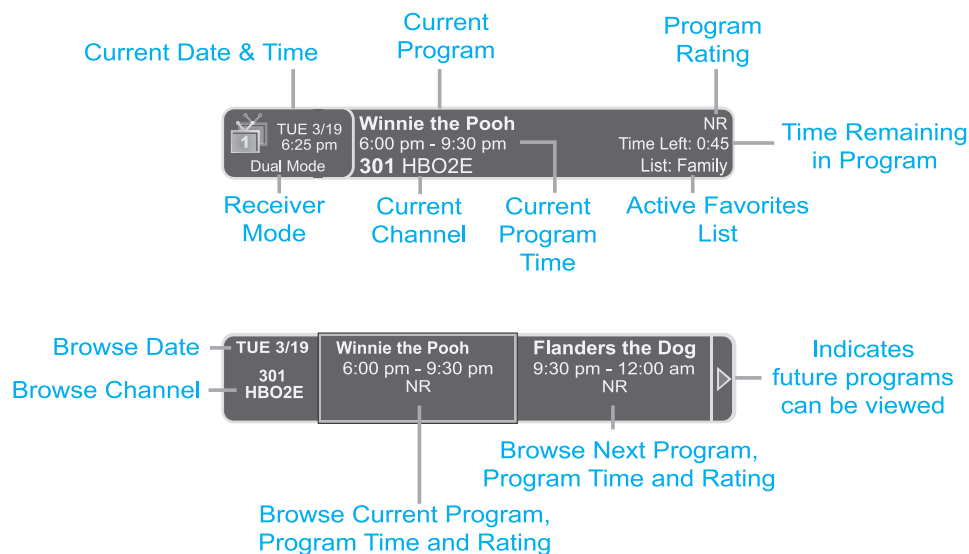 Current Date & Time
Current
Program
Program
Rating
1
TUE 3/19
6:25 pm
Dual Mode
Winnie the Pooh
6:00 pm - 9:30 pm
301 HBO2E
NR
Time Left: 0:45
List: Family
Time Remaining
in Program
Receiver
Mode
Current
Channel
Current
Program
Time
Active Favorites
List
Browse Date
Browse Channel
TUE 3/19
301
HBO2E
Winnie the Pooh
6:00 pm - 9:30 pm
NR
Flanders the Dog
9:30 pm - 12:00 am
NR
Indicates
future programs
can be viewed
Browse Next Program,
Program Time and Rating
Browse Current Program,
Program Time and Rating